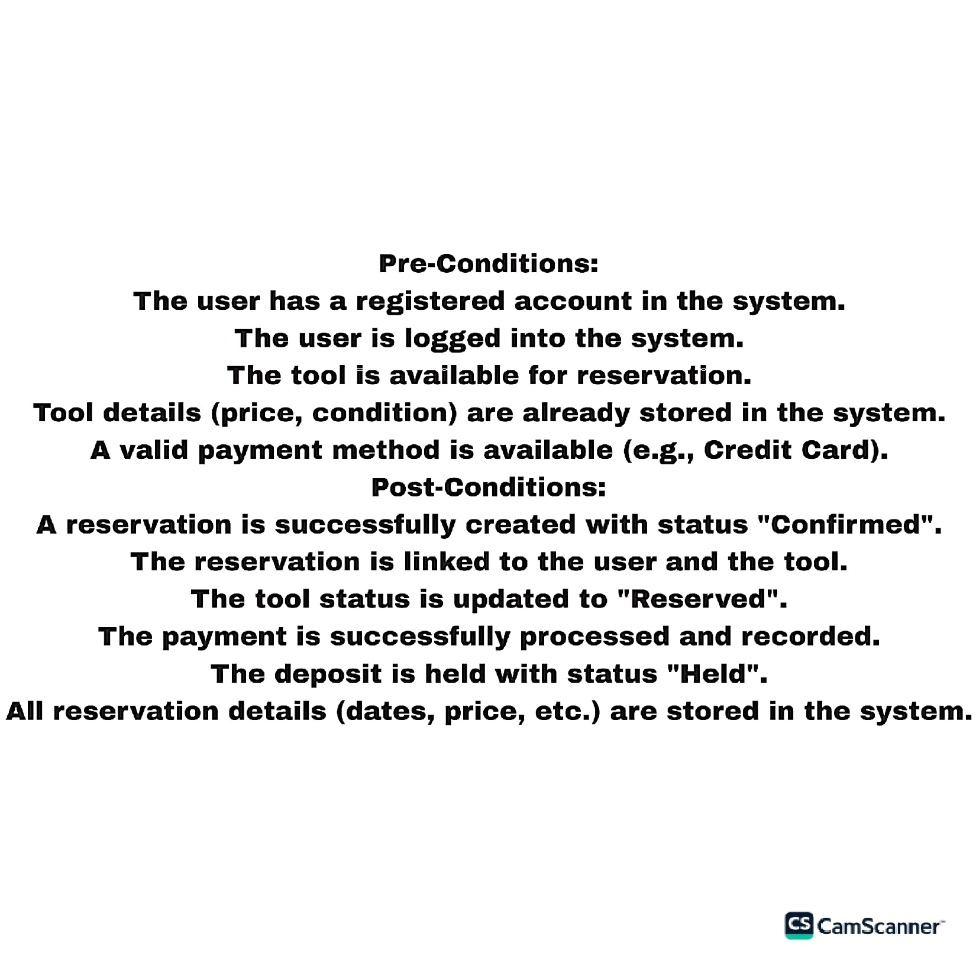 Pre-Conditions:
The user has a registered account in the system.
The user is logged into the system.
The tool is available for reservation.
Tool details (price, condition) are already stored in the system.
A valid payment method is available (e.g., Credit Card).
Post-Conditions:
A reservation is successfully created with status "Confirmed".
The reservation is linked to the user and the tool.
The tool status is updated to "Reserved".
The payment is successfully processed and recorded.
The deposit is held with status "Held".
All reservation details (dates, price, etc.) are stored in the system.
CS CamScanner